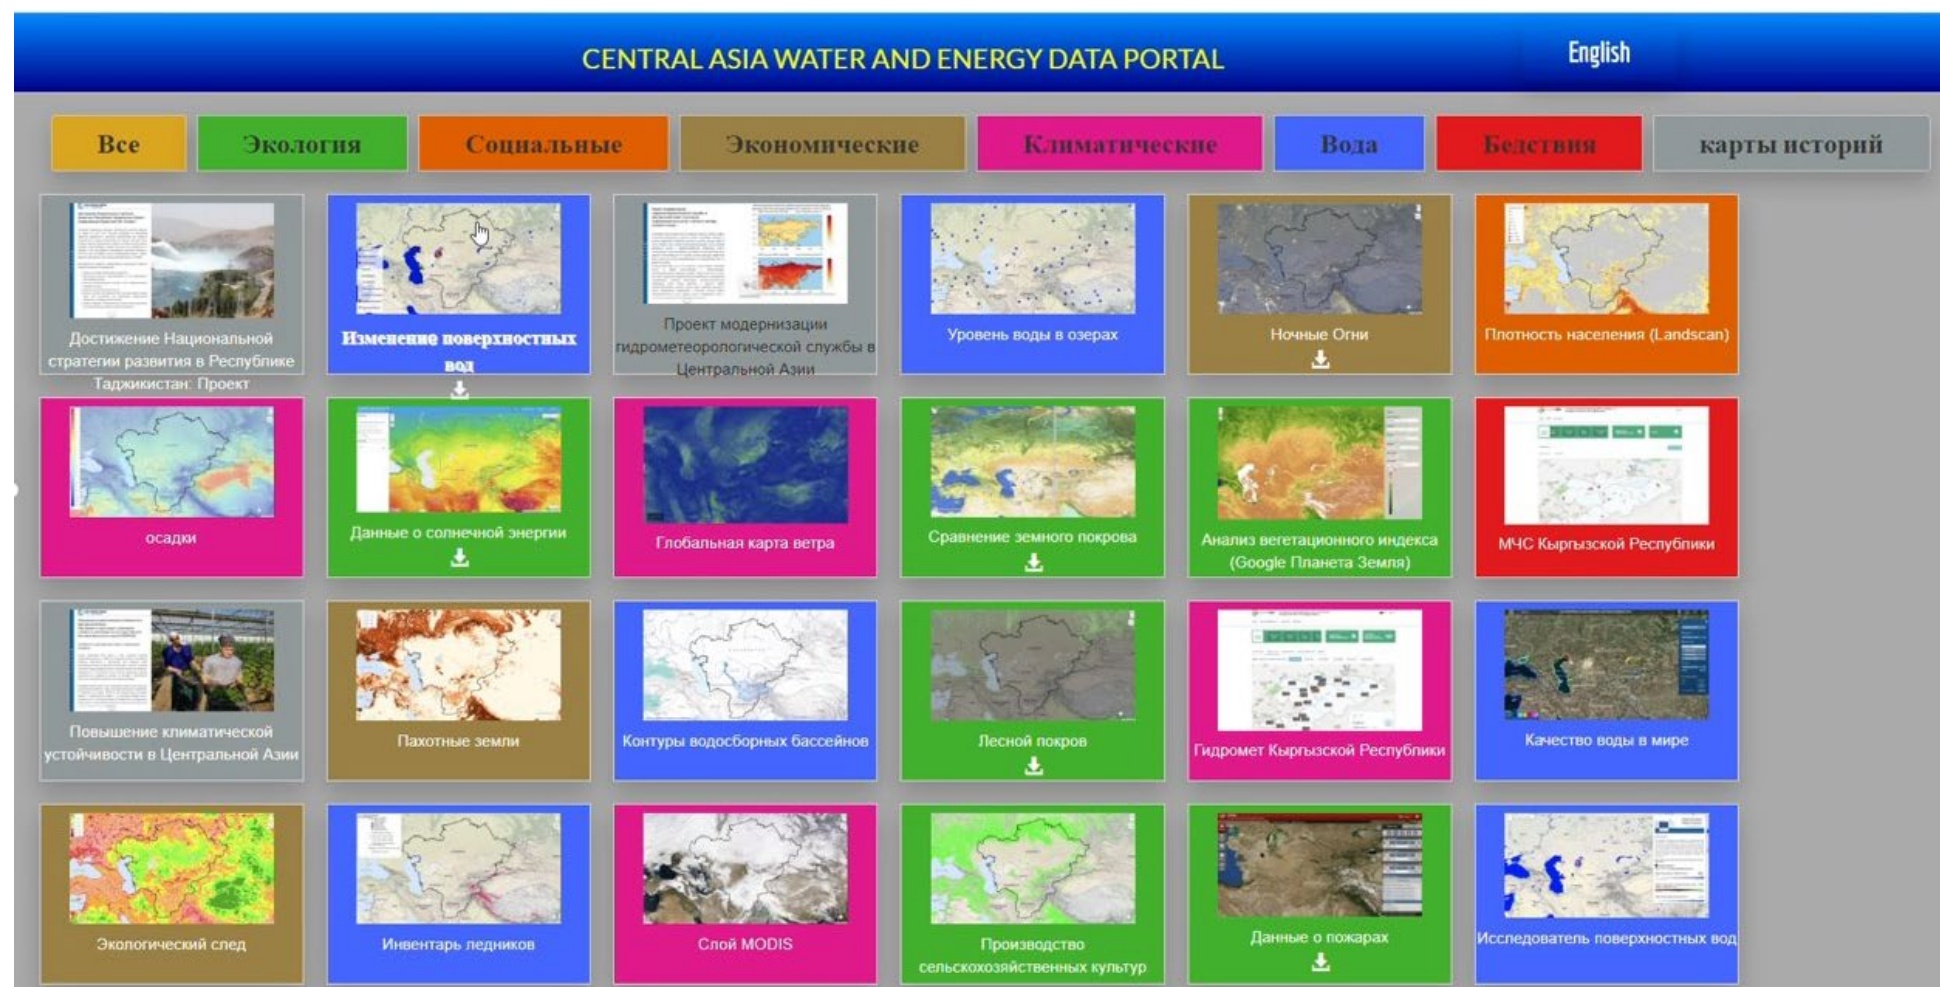 CENTRAL ASIA WATER AND ENERGY DATA PORTAL
English
Все
Экология
Социальные
Экономические
Климатические
Вода
Бедствия
карты историй
Достижение Национальной
стратегии развития в Республике
Таджикистан: Проект
Изменение поверхностных
вод
Проект модернизации
гидрометеорологической службы в
Центральной Азии
Уровень воды в озерах
Ночные Огни
Плотность населения (Landscan)
осадки
Данные о солнечной энергии
Глобальная карта ветра
Сравнение земного покрова
Анализ вегетационного индекса
(Google Планета Земля)
МЧС Кыргызской Республики
Повышение климатической
устойчивости в Центральной Азии
Пахотные земли
Контуры водосборных бассейнов
Лесной покров
Гидромет Кыргызской Республики
Качество воды в мире
Экологический след
Инвентарь ледников
Слой MODIS
Производство
сельскохозяйственных культур
Данные о пожарах
Исследователь поверхностных вод